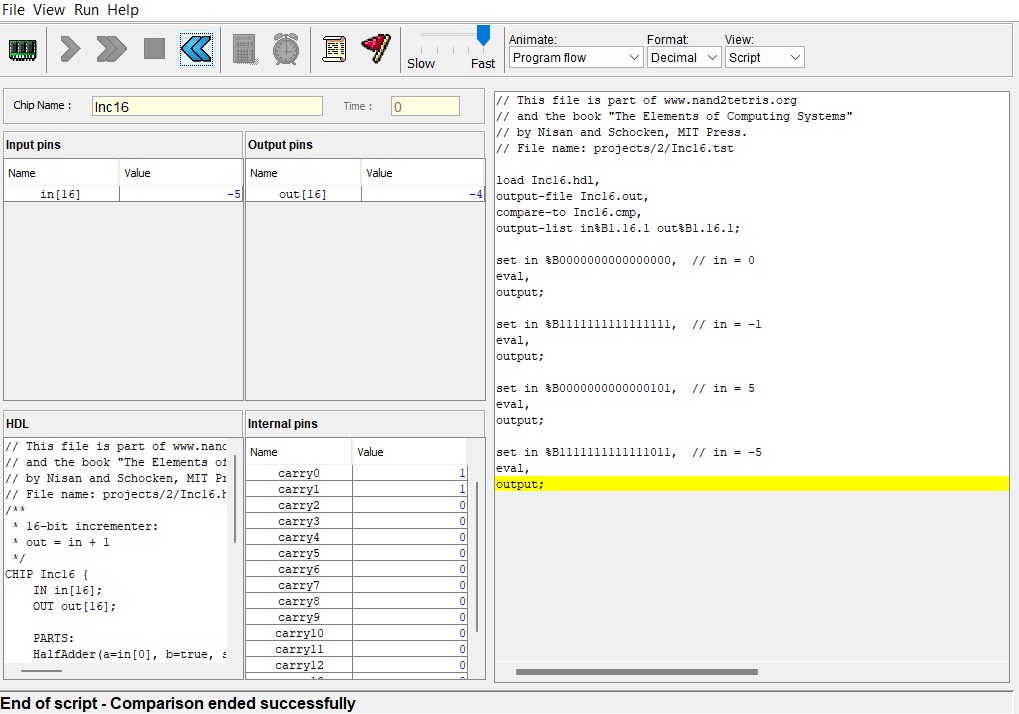 File View Run Help
Slow Fast
Animate: Format: View:
Program flow Decimal Script
Chip Name : Inc16 Time : 0
Input pins
Name Value
in[16] -5
Output pins
Name Value
out[16] -4
HDL
// This file is part of www.nand
// and the book "The Elements of
// by Nisan and Schocken, MIT Pr
// File name: projects/2/Inc16.h
/**
* 16-bit incrementer:
* out = in + 1
*/
CHIP Inc16 {
IN in[16];
OUT out[16];
PARTS:
HalfAdder(a=in[0], b=true, s
Internal pins
Name Value
carry0 1
carry1 1
carry2 0
carry3 0
carry4 0
carry5 0
carry6 0
carry7 0
carry8 0
carry9 0
carry10 0
carry11 0
carry12 0
// This file is part of www.nand2tetris.org
// and the book "The Elements of Computing Systems"
// by Nisan and Schocken, MIT Press.
// File name: projects/2/Inc16.tst
load Inc16.hdl,
output-file Inc16.out,
compare-to Inc16.cmp,
output-list in%B1.16.1 out%B1.16.1;
set in %B0000000000000000,  // in = 0
eval,
output;
set in %B1111111111111111,  // in = -1
eval,
output;
set in %B0000000000000101,  // in = 5
eval,
output;
set in %B1111111111111011,  // in = -5
eval,
output;
End of script - Comparison ended successfully